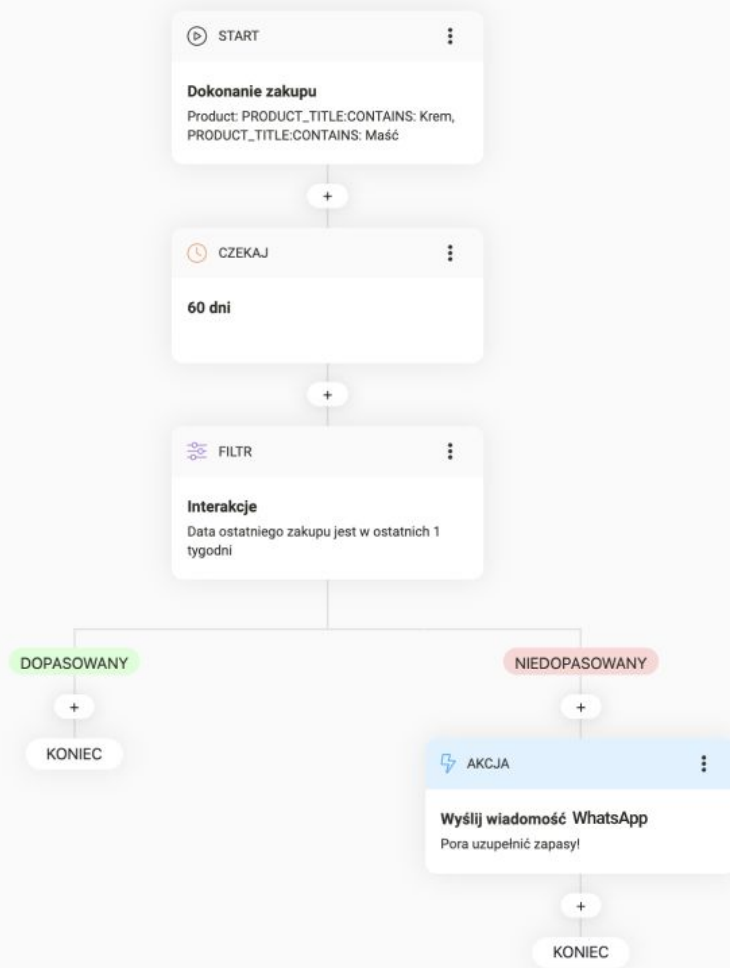 START
Dokonanie zakupu
Product: PRODUCT_TITLE:CONTAINS: Krem,
PRODUCT_TITLE:CONTAINS: Maść
+
CZEKAJ
60 dni
+
FILTR
Interakcje
Data ostatniego zakupu jest w ostatnich 1
tygodni
DOPASOWANY
NIEDOPASOWANY
+
+
KONIEC
AKCJA
Wyślij wiadomość WhatsApp
Pora uzupełnić zapasy!
+
KONIEC